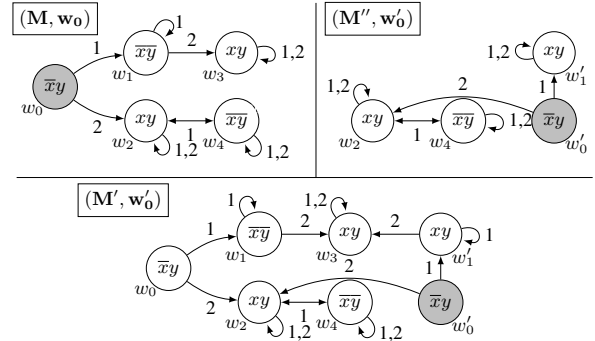 (M, w₀)
1
2
1
x̅y
w₀
x̅y̅
w₁
xy
w₃
1,2
2
1
xy
w₂
1,2
x̅y̅
w₄
1,2
(M'', w₀′)
1,2
xy
w₁′
1
2
1,2
xy
w₂
1
x̅y̅
w₄
1,2
x̅y
w₀′
(M′, w₀′)
1
1,2
1
2
2
1
x̅y
w₀
x̅y̅
w₁
xy
w₃
xy
w₁′
2
2
1
1
xy
w₂
1,2
x̅y̅
w₄
1,2
x̅y
w₀′